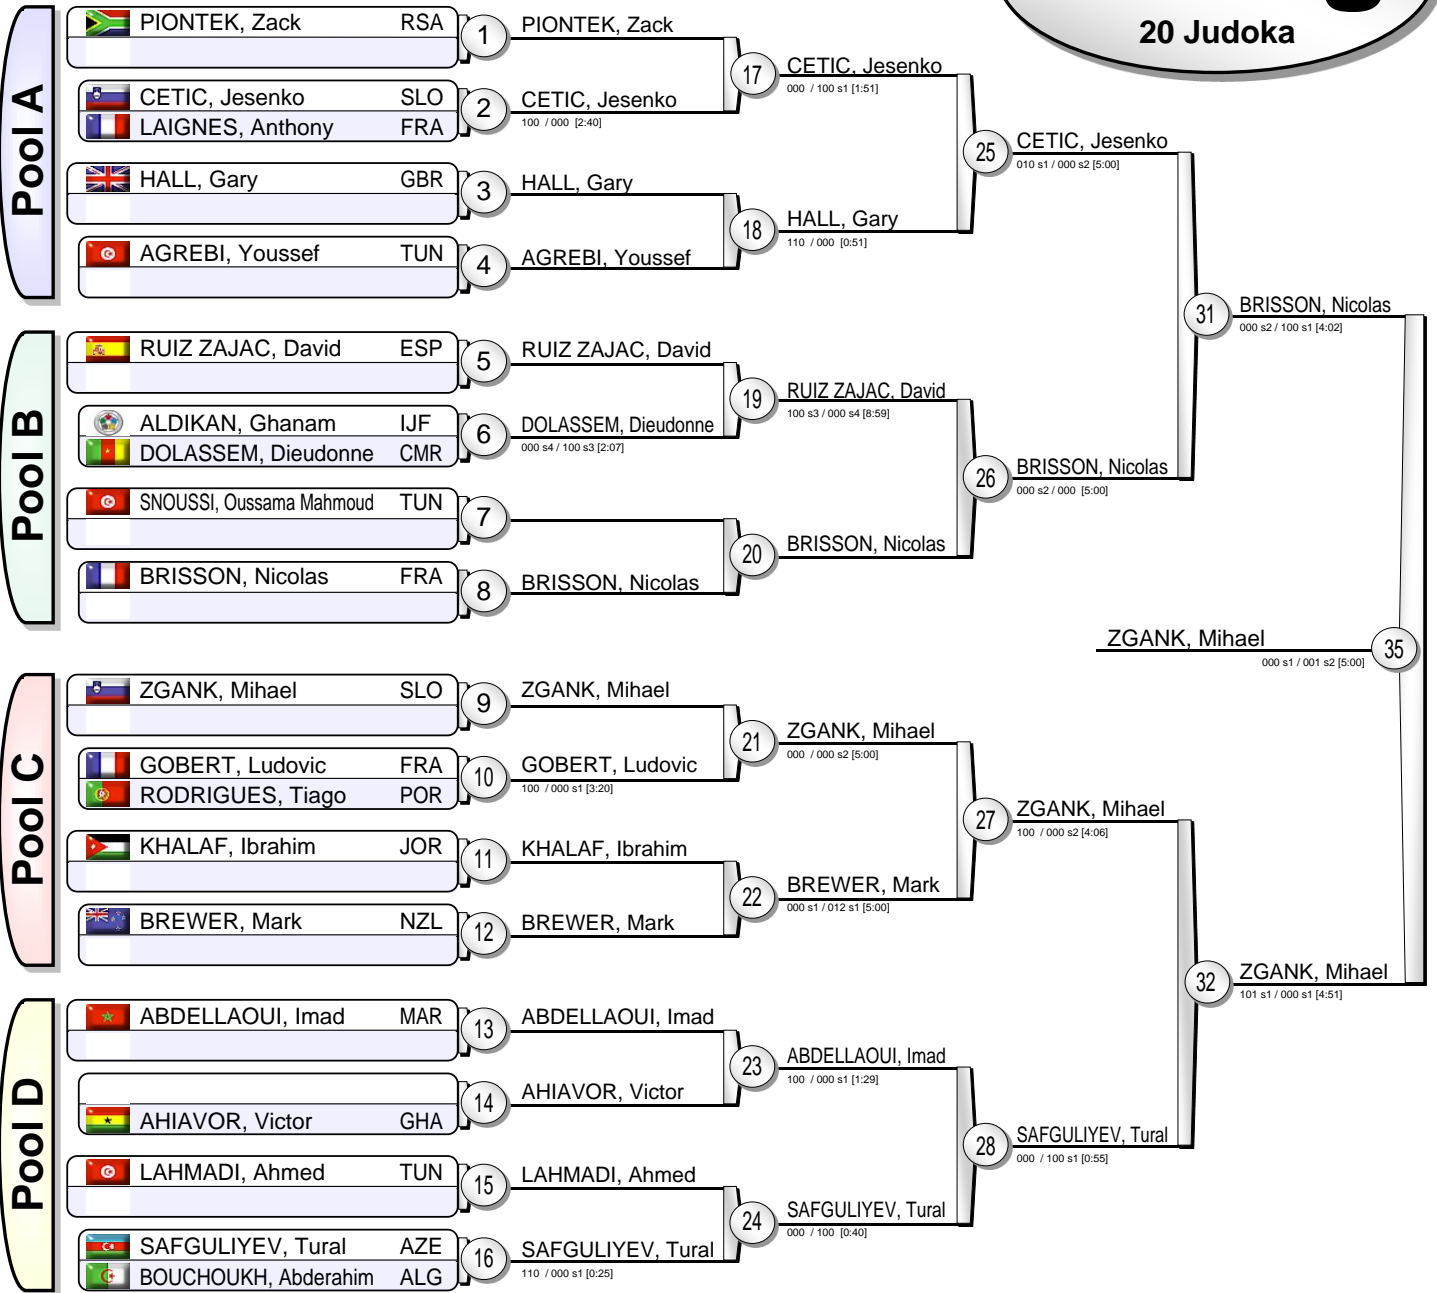 20 Judoka
Pool A
PIONTEK, Zack RSA
1
PIONTEK, Zack
CETIC, Jesenko SLO
LAIGNES, Anthony FRA
2
CETIC, Jesenko
100 / 000 [2:40]
17
CETIC, Jesenko
000 / 100 s1 [1:51]
HALL, Gary GBR
3
HALL, Gary
AGREBI, Youssef TUN
4
AGREBI, Youssef
18
HALL, Gary
110 / 000 [0:51]
25
CETIC, Jesenko
010 s1 / 000 s2 [5:00]
Pool B
RUIZ ZAJAC, David ESP
5
RUIZ ZAJAC, David
ALDIKAN, Ghanam IJF
DOLASSEM, Dieudonne CMR
6
DOLASSEM, Dieudonne
000 s4 / 100 s3 [2:07]
19
RUIZ ZAJAC, David
100 s3 / 000 s4 [8:59]
SNOUSSI, Oussama Mahmoud TUN
7
BRISSON, Nicolas FRA
8
BRISSON, Nicolas
20
BRISSON, Nicolas
26
BRISSON, Nicolas
000 s2 / 000 [5:00]
31
BRISSON, Nicolas
000 s2 / 100 s1 [4:02]
ZGANK, Mihael
000 s1 / 001 s2 [5:00]
35
Pool C
ZGANK, Mihael SLO
9
ZGANK, Mihael
GOBERT, Ludovic FRA
RODRIGUES, Tiago POR
10
GOBERT, Ludovic
100 / 000 s1 [3:20]
21
ZGANK, Mihael
000 / 000 s2 [5:00]
KHALAF, Ibrahim JOR
11
KHALAF, Ibrahim
BREWER, Mark NZL
12
BREWER, Mark
22
BREWER, Mark
000 s1 / 012 s1 [5:00]
27
ZGANK, Mihael
100 / 000 s2 [4:06]
Pool D
ABDELLAOUI, Imad MAR
13
ABDELLAOUI, Imad
AHIAVOR, Victor GHA
14
AHIAVOR, Victor
23
ABDELLAOUI, Imad
100 / 000 s1 [1:29]
LAHMADI, Ahmed TUN
15
LAHMADI, Ahmed
SAFGULIYEV, Tural AZE
BOUCHOUKH, Abderahim ALG
16
SAFGULIYEV, Tural
110 / 000 s1 [0:25]
24
SAFGULIYEV, Tural
000 / 100 [0:40]
28
SAFGULIYEV, Tural
000 / 100 s1 [0:55]
32
ZGANK, Mihael
101 s1 / 000 s1 [4:51]